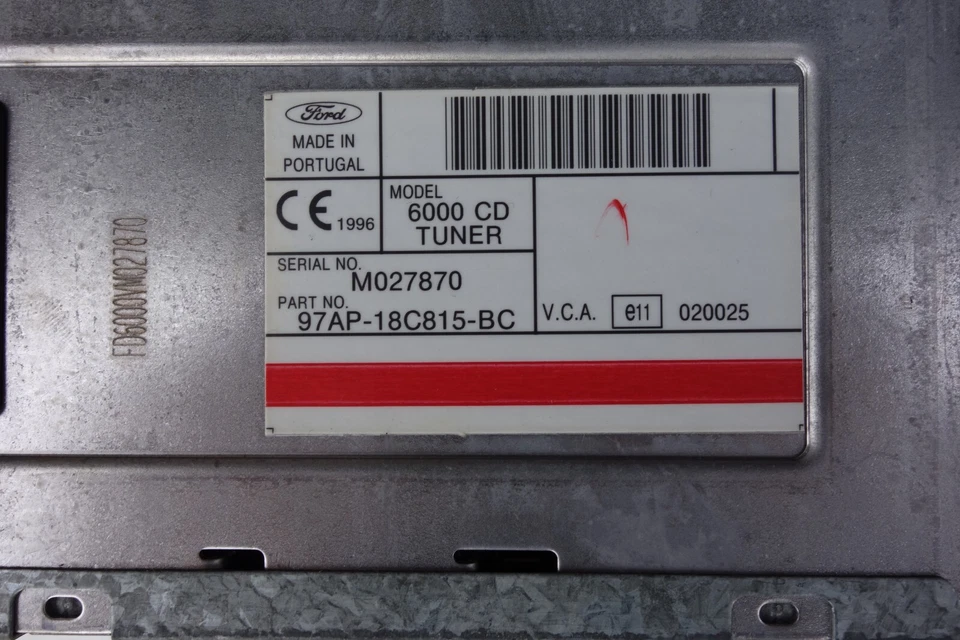 Ford
MADE IN
PORTUGAL
CE 1996
MODEL
6000 CD
TUNER
SERIAL NO.
M027870
PART NO.
97AP-18C815-BC
V.C.A. e11 020025
FD60001M027870